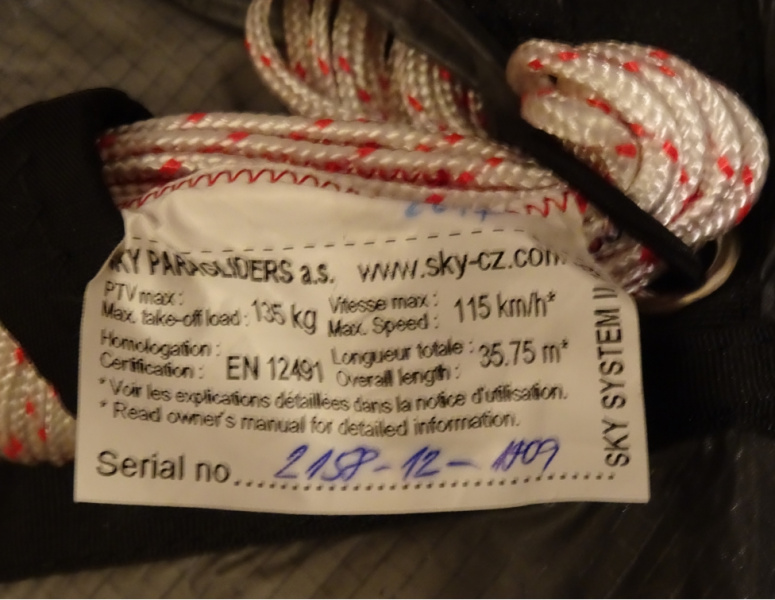 SKY PARAGLIDERS a.s. www.sky-cz.com
PTV max :
Max. take-off load : 135 kg
Vitesse max :
Max. Speed : 115 km/h*
Homologation :
Certification : EN 12491
Longueur totale :
Overall length : 35.75 m*
* Voir les explications détaillées dans la notice d'utilisation.
* Read owner's manual for detailed information.
Serial no 2158-12-
SKY SYSTEM II